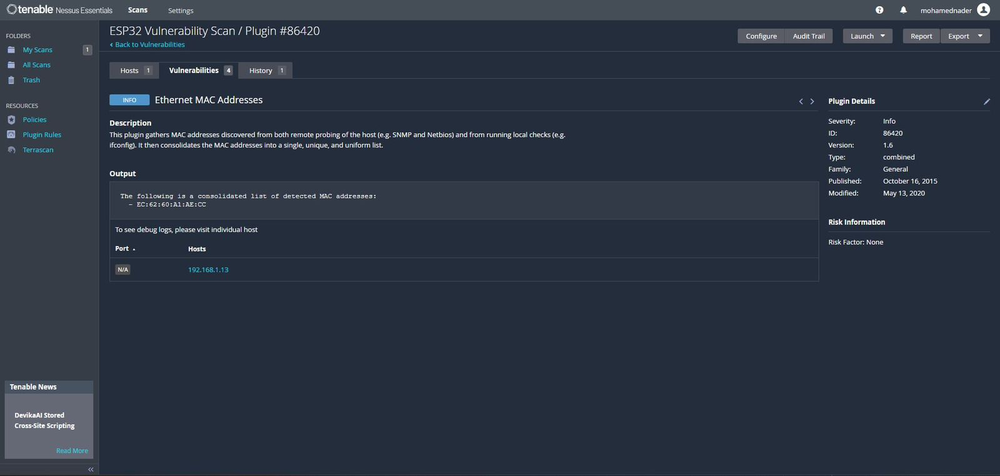 tenable Nessus Essentials Scans Settings mohamednader
FOLDERS
My Scans 1
All Scans
Trash
RESOURCES
Policies
Plugin Rules
Terrascan
Tenable News
DevikaAI Stored
Cross-Site Scripting
Read More
ESP32 Vulnerability Scan / Plugin #86420
‹ Back to Vulnerabilities
Configure Audit Trail Launch Report Export
Hosts 1 Vulnerabilities 4 History 1
INFO Ethernet MAC Addresses
Description
This plugin gathers MAC addresses discovered from both remote probing of the host (e.g. SNMP and Netbios) and from running local checks (e.g.
ifconfig). It then consolidates the MAC addresses into a single, unique, and uniform list.
Output
The following is a consolidated list of detected MAC addresses:
- EC:62:60:A1:AE:CC
To see debug logs, please visit individual host
Port Hosts
N/A 192.168.1.13
Plugin Details
Severity: Info
ID: 86420
Version: 1.6
Type: combined
Family: General
Published: October 16, 2015
Modified: May 13, 2020
Risk Information
Risk Factor: None